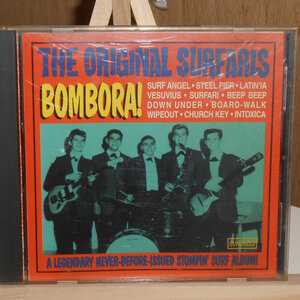 THE ORIGINAL SURFARIS
BOMBORA!
SURF ANGEL • STEEL PIER • LATIN'IA
VESUVIUS • SURFARI • BEEP BEEP
DOWN UNDER • BOARD-WALK
WIPEOUT • CHURCH KEY • INTOXICA
SUNDAZED
A LEGENDARY NEVER-BEFORE-ISSUED STOMPIN' SURF ALBUM!